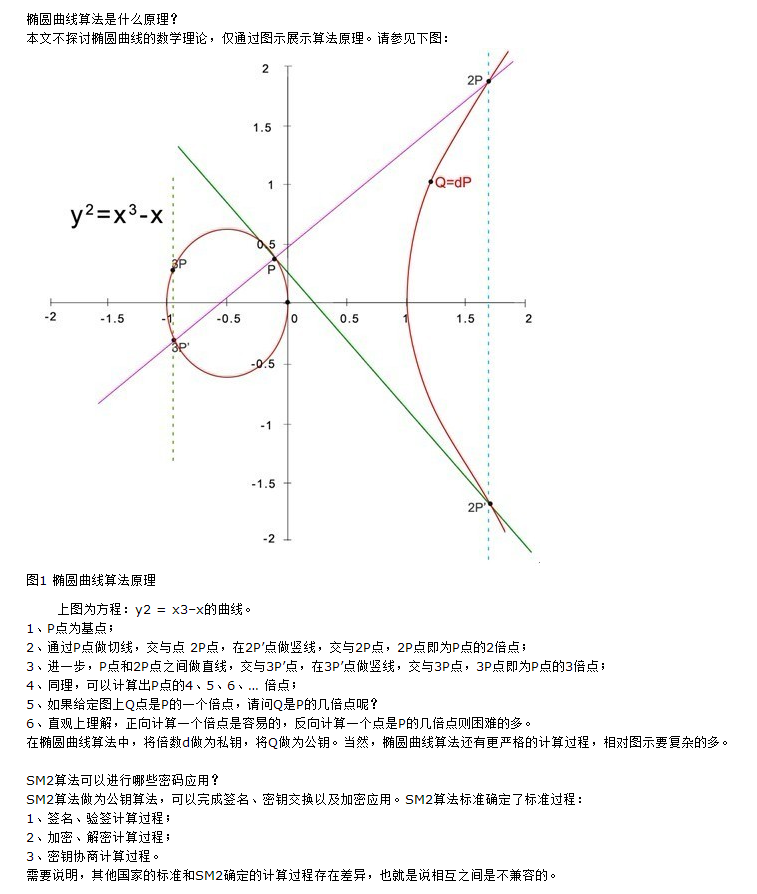 椭圆曲线算法是什么原理？
本文不探讨椭圆曲线的数学理论，仅通过图示展示算法原理。请参见下图：
2
2P
1.5
1
Q=dP
y²=x³-x
0.5
3P
P
-2
-1.5
-1
-0.5
0
0.5
1
1.5
2
3P'
-0.5
-1
-1.5
2P'
-2
图1 椭圆曲线算法原理
上图为方程：y2 = x3-x的曲线。
1、P点为基点；
2、通过P点做切线，交与点 2P点，在2P’点做竖线，交与2P点，2P点即为P点的2倍点；
3、进一步，P点和2P点之间做直线，交与3P’点，在3P’点做竖线，交与3P点，3P点即为P点的3倍点；
4、同理，可以计算出P点的4、5、6、… 倍点；
5、如果给定图上Q点是P的一个倍点，请问Q是P的几倍点呢？
6、直观上理解，正向计算一个倍点是容易的，反向计算一个点是P的几倍点则困难的多。
在椭圆曲线算法中，将倍数d做为私钥，将Q做为公钥。当然，椭圆曲线算法还有更严格的计算过程，相对图示要复杂的多。
SM2算法可以进行哪些密码应用？
SM2算法做为公钥算法，可以完成签名、密钥交换以及加密应用。SM2算法标准确定了标准过程：
1、签名、验签计算过程；
2、加密、解密计算过程；
3、密钥协商计算过程。
需要说明，其他国家的标准和SM2确定的计算过程存在差异，也就是说相互之间是不兼容的。